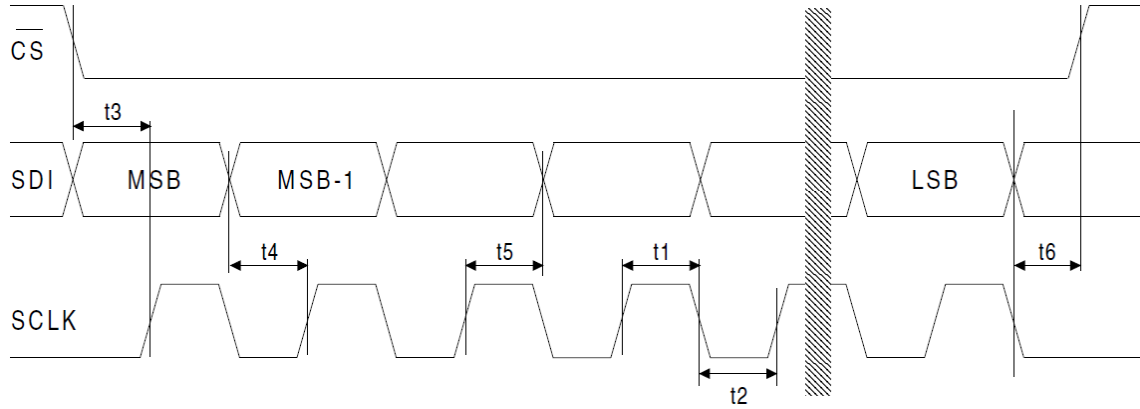 CS
t3
SDI MSB MSB-1 LSB
t4 t5 t1 t6
SCLK
t2